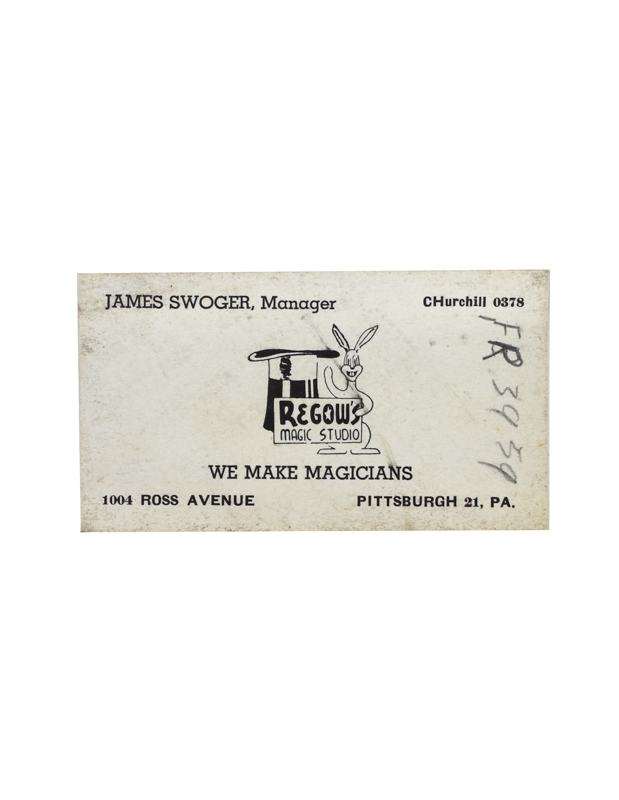 JAMES SWOGER, Manager
CHurchill 0378
REGOW'S
MAGIC STUDIO
WE MAKE MAGICIANS
1004 ROSS AVENUE
PITTSBURGH 21, PA.
FR 3939